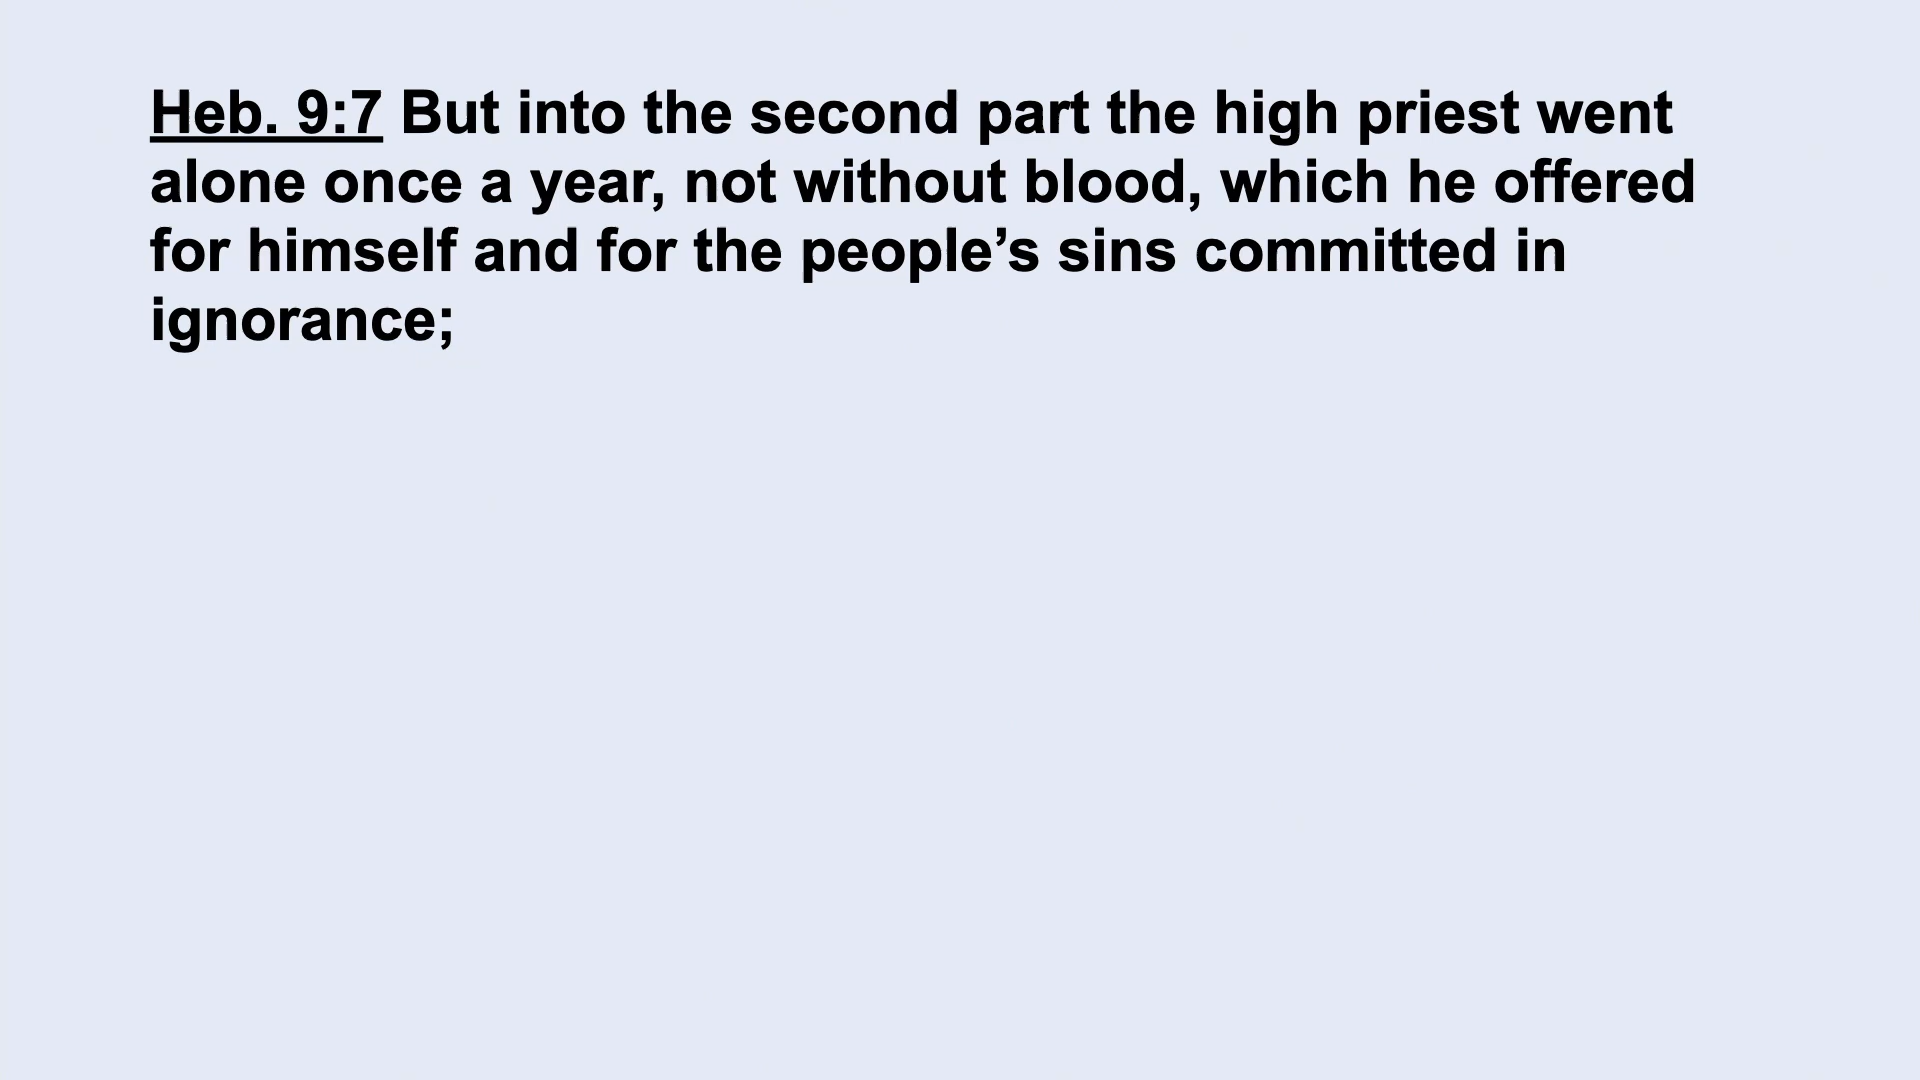 Heb. 9:7 But into the second part the high priest went
alone once a year, not without blood, which he offered
for himself and for the people’s sins committed in
ignorance;